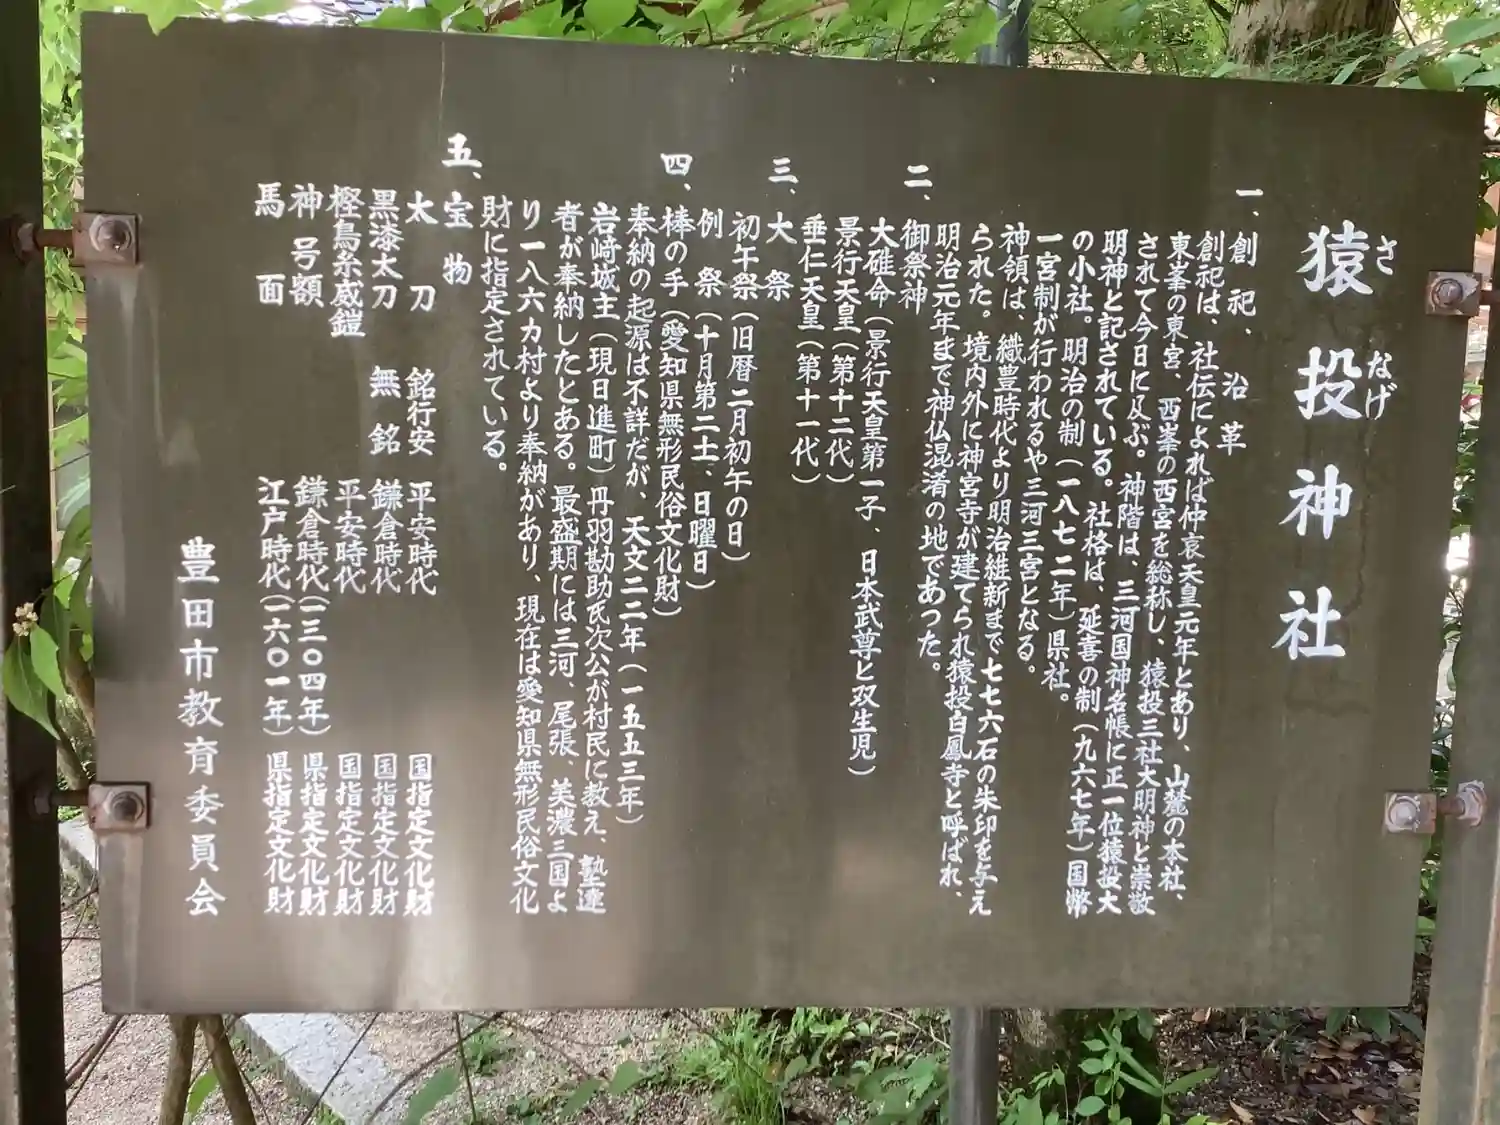 猿投神社
さなげ
一、創祀、沿革
創祀は、社伝によれば仲哀天皇元年とあり、山麓の本社、
東峯の東宮、西峯の西宮を総称し、猿投三社大明神と崇敬
されて今日に及ぶ。神階は、三河国神名帳に正一位猿投大
明神と記されている。社格は、延喜の制（九六七年）国幣
の小社。明治の制（一八七二年）県社。
一宮制が行われるや三河三宮となる。
神領は、織豊時代より明治維新まで七七六石の朱印を与え
られた。境内外に神宮寺が建てられ猿投白鳳寺と呼ばれ、
明治元年まで神仏混淆の地であった。
二、御祭神
大碓命（景行天皇第一子、日本武尊と双生児）
景行天皇（第十二代）
垂仁天皇（第十一代）
三、大祭
初午祭（旧暦二月初午の日）
例祭（十月第二土、日曜日）
四、棒の手（愛知県無形民俗文化財）
奉納の起源は不詳だが、天文二二年（一五五三年）
岩崎城主（現日進町）丹羽勘助氏次公が村民に教え、塾達
者が奉納したとある。最盛期には三河、尾張、美濃三国よ
り一八六カ村より奉納があり、現在は愛知県無形民俗文化
財に指定されている。
五、宝物
太刀 銘行安 平安時代 国指定文化財
黒漆太刀 無銘 鎌倉時代 国指定文化財
樫鳥糸威鎧 平安時代 国指定文化財
神号額 鎌倉時代（一三〇四年） 県指定文化財
馬面 江戸時代（一六〇一年） 県指定文化財
豊田市教育委員会